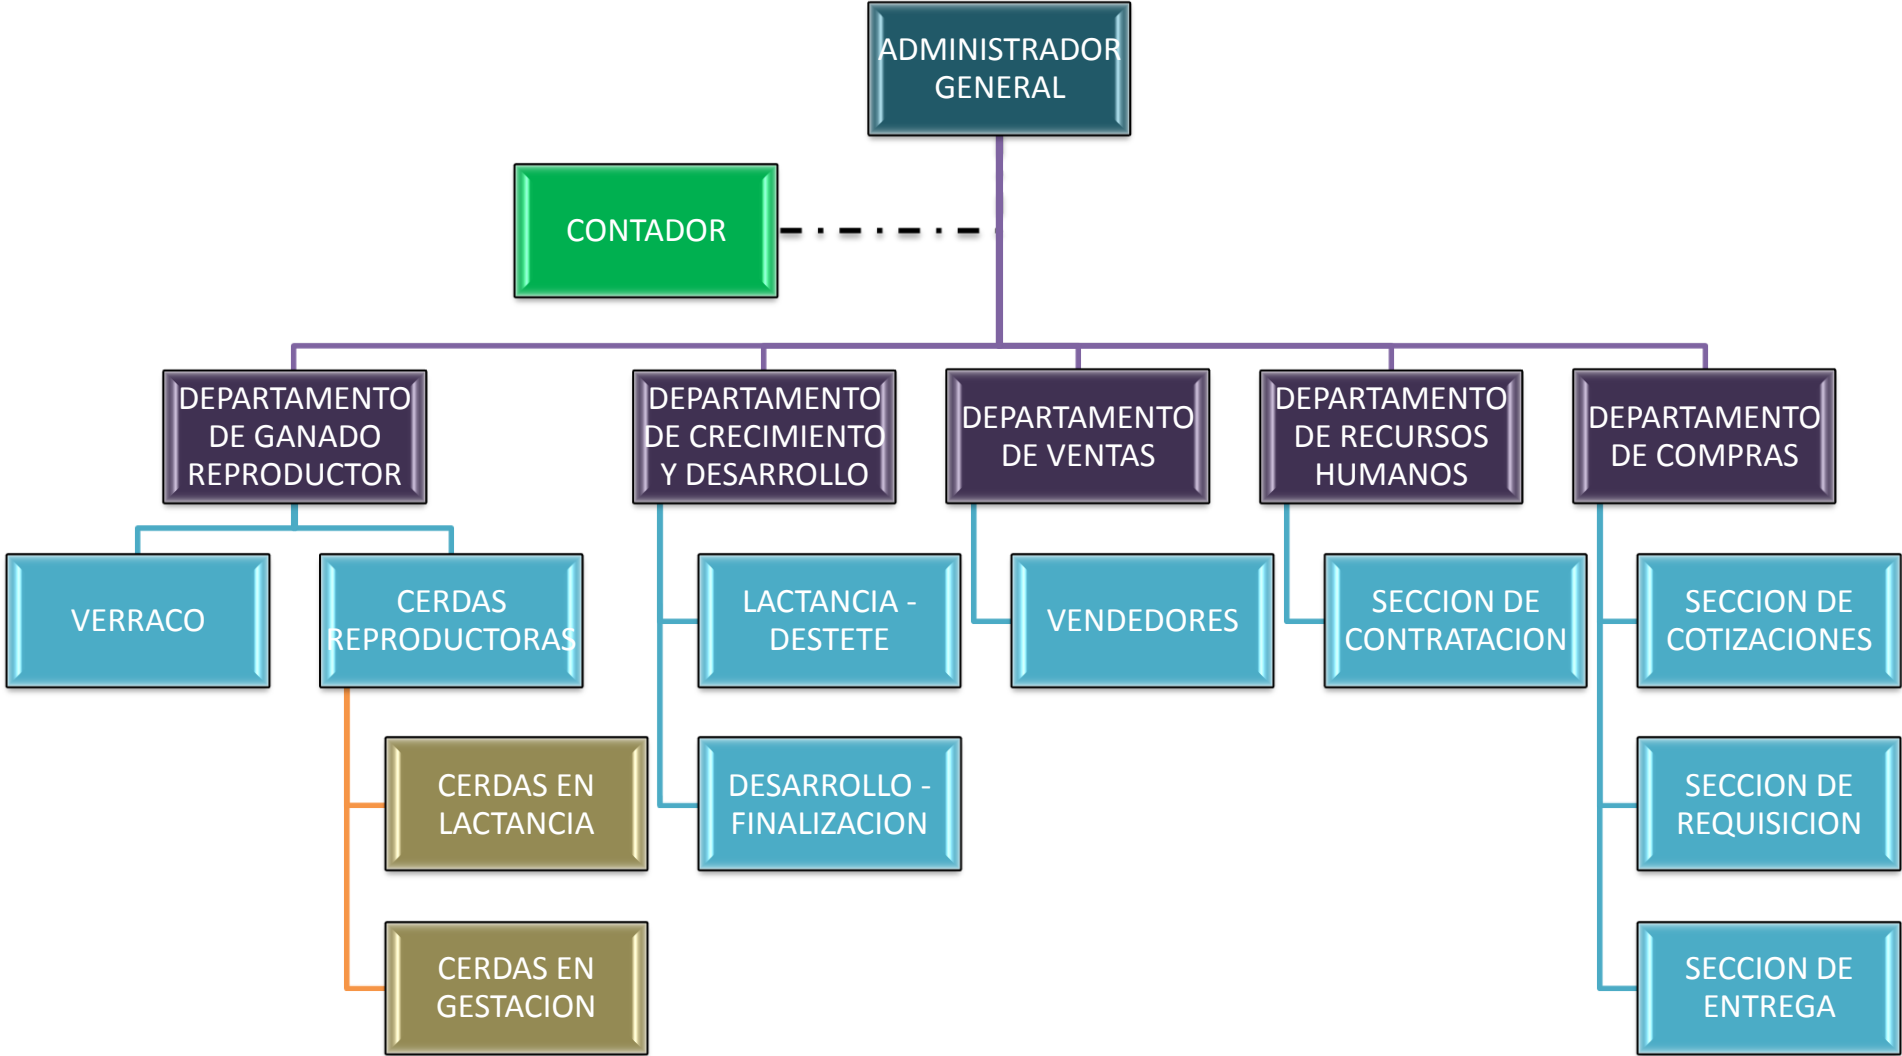 ADMINISTRADOR
GENERAL
CONTADOR
DEPARTAMENTO
DE GANADO
REPRODUCTOR
DEPARTAMENTO
DE CRECIMIENTO
Y DESARROLLO
DEPARTAMENTO
DE VENTAS
DEPARTAMENTO
DE RECURSOS
HUMANOS
DEPARTAMENTO
DE COMPRAS
VERRACO
CERDAS
REPRODUCTORAS
LACTANCIA -
DESTETE
VENDEDORES
SECCION DE
CONTRATACION
SECCION DE
COTIZACIONES
CERDAS EN
LACTANCIA
DESARROLLO -
FINALIZACION
SECCION DE
REQUISICION
CERDAS EN
GESTACION
SECCION DE
ENTREGA